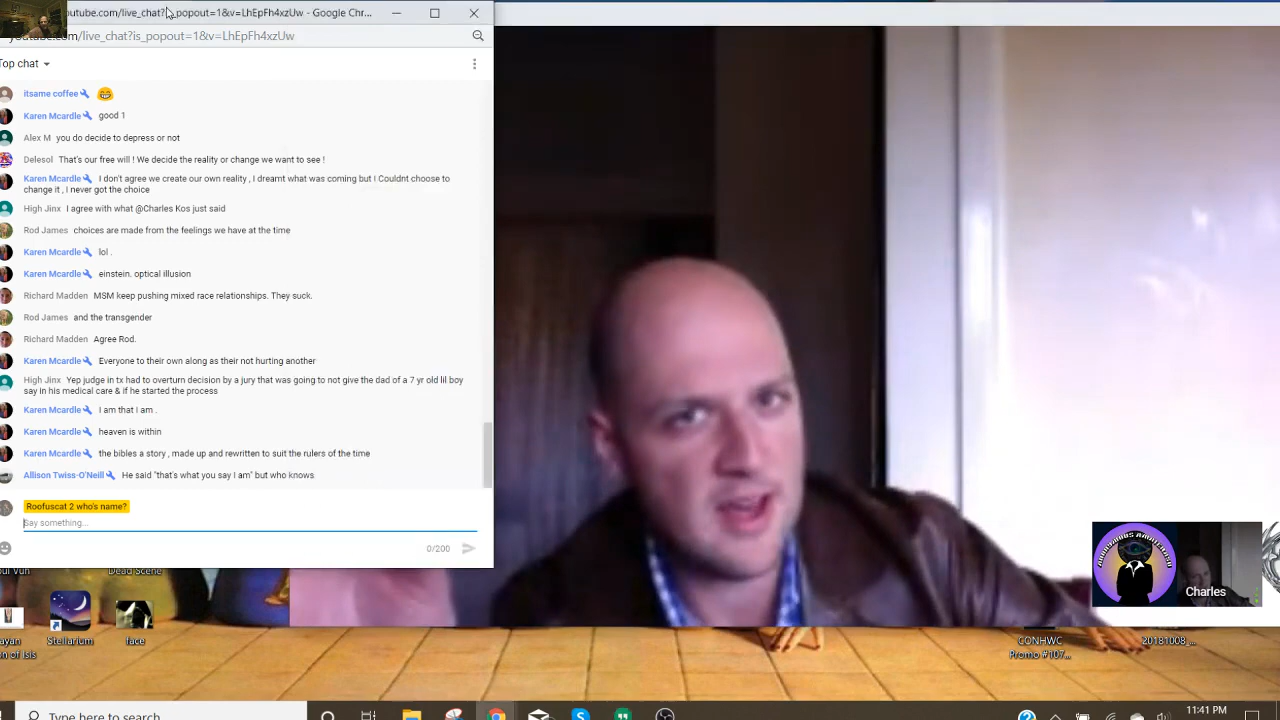 youtube.com/live_chat?is_popout=1&v=LhEpFh4xzUw - Google Chr...
youtube.com/live_chat?is_popout=1&v=LhEpFh4xzUw
Top chat
itsame coffee
Karen Mcardle good 1
Alex M you do decide to depress or not
Delesol That's our free will ! We decide the reality or change we want to see !
Karen Mcardle I don't agree we create our own reality , I dreamt what was coming but I Couldnt choose to
change it , I never got the choice
High Jinx I agree with what @Charles Kos just said
Rod James choices are made from the feelings we have at the time
Karen Mcardle lol .
Karen Mcardle einstein. optical illusion
Richard Madden MSM keep pushing mixed race relationships. They suck.
Rod James and the transgender
Richard Madden Agree Rod.
Karen Mcardle Everyone to their own along as their not hurting another
High Jinx Yep judge in tx had to overturn decision by a jury that was going to not give the dad of a 7 yr old lil boy
say in his medical care & if he started the process
Karen Mcardle I am that I am .
Karen Mcardle heaven is within
Karen Mcardle the bibles a story , made up and rewritten to suit the rulers of the time
Allison Twiss-O'Neill He said "that's what you say I am" but who knows
Roofuscat 2 who's name?
Say something...
0/200
Dead Scene
Stellarium
face
on of Isis
ANONYMOUS
Charles
CONHWC
Promo #107...
20181008_...
Type here to search
11:41 PM